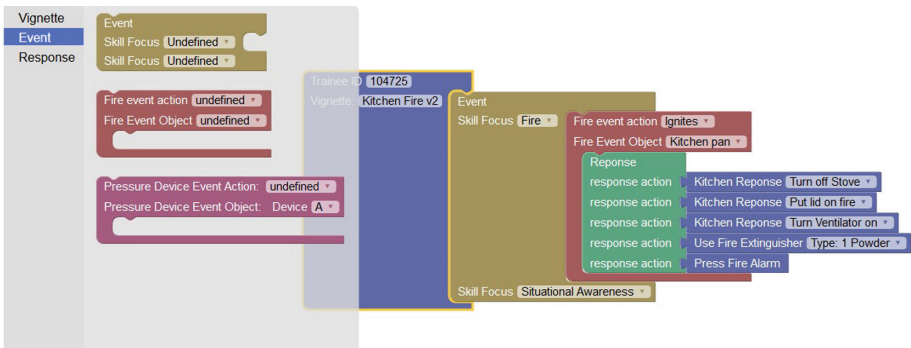 Vignette
Event
Response
Event
Skill Focus Undefined
Skill Focus Undefined
Fire event action undefined
Fire Event Object undefined
Pressure Device Event Action: undefined
Pressure Device Event Object: Device A
Trainee ID 104725
Vignette: Kitchen Fire v2
Event
Skill Focus Fire
Fire event action Ignites
Fire Event Object Kitchen pan
Reponse
response action Kitchen Reponse Turn off Stove
response action Kitchen Reponse Put lid on fire
response action Kitchen Reponse Turn Ventilator on
response action Use Fire Extinguisher Type: 1 Powder
response action Press Fire Alarm
Skill Focus Situational Awareness